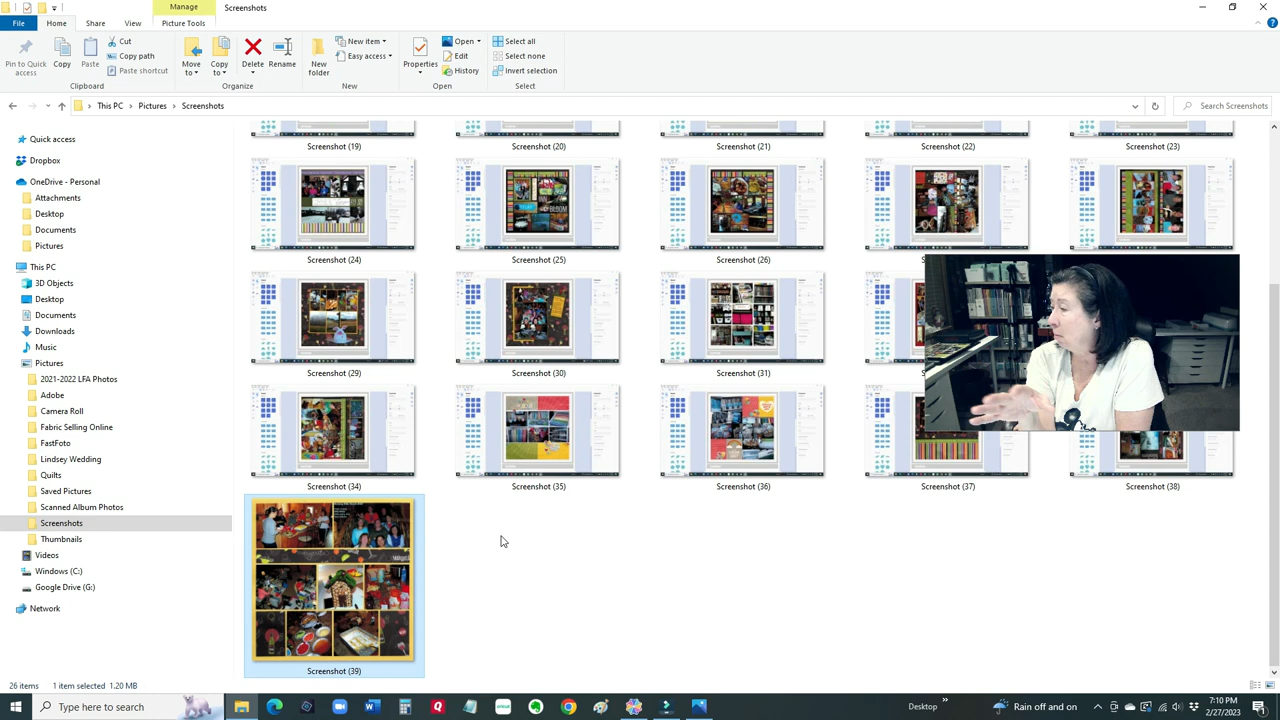 Manage
Screenshots
File
Home
Share
View
Picture Tools
Pin to Quick access
Copy
Paste
Cut
Copy path
Paste shortcut
Move to
Copy to
Delete
Rename
New folder
New item
Easy access
Properties
Open
Edit
History
Select all
Select none
Invert selection
Clipboard
Organize
New
Open
Select
This PC
Pictures
Screenshots
Search Screenshots
Quick access
Dropbox
OneDrive - Personal
Attachments
Desktop
Documents
Pictures
This PC
3D Objects
Desktop
Documents
Downloads
Music
Pictures
2021-2022 LFA Photos
Adobe
Camera Roll
Fabric Selling Online
FastFoto
Lindsey Wedding
Quilts
Saved Pictures
Scanned Album Photos
Screenshots
Thumbnails
Videos
Windows (C:)
Google Drive (G:)
Network
Screenshot (19)
Screenshot (20)
Screenshot (21)
Screenshot (22)
Screenshot (23)
Screenshot (24)
Screenshot (25)
Screenshot (26)
Screenshot (29)
Screenshot (30)
Screenshot (31)
Screenshot (34)
Screenshot (35)
Screenshot (36)
Screenshot (37)
Screenshot (38)
Screenshot (39)
26 items
1 item selected 1.20 MB
Type here to search
Desktop
Rain off and on
7:10 PM
2/27/2023